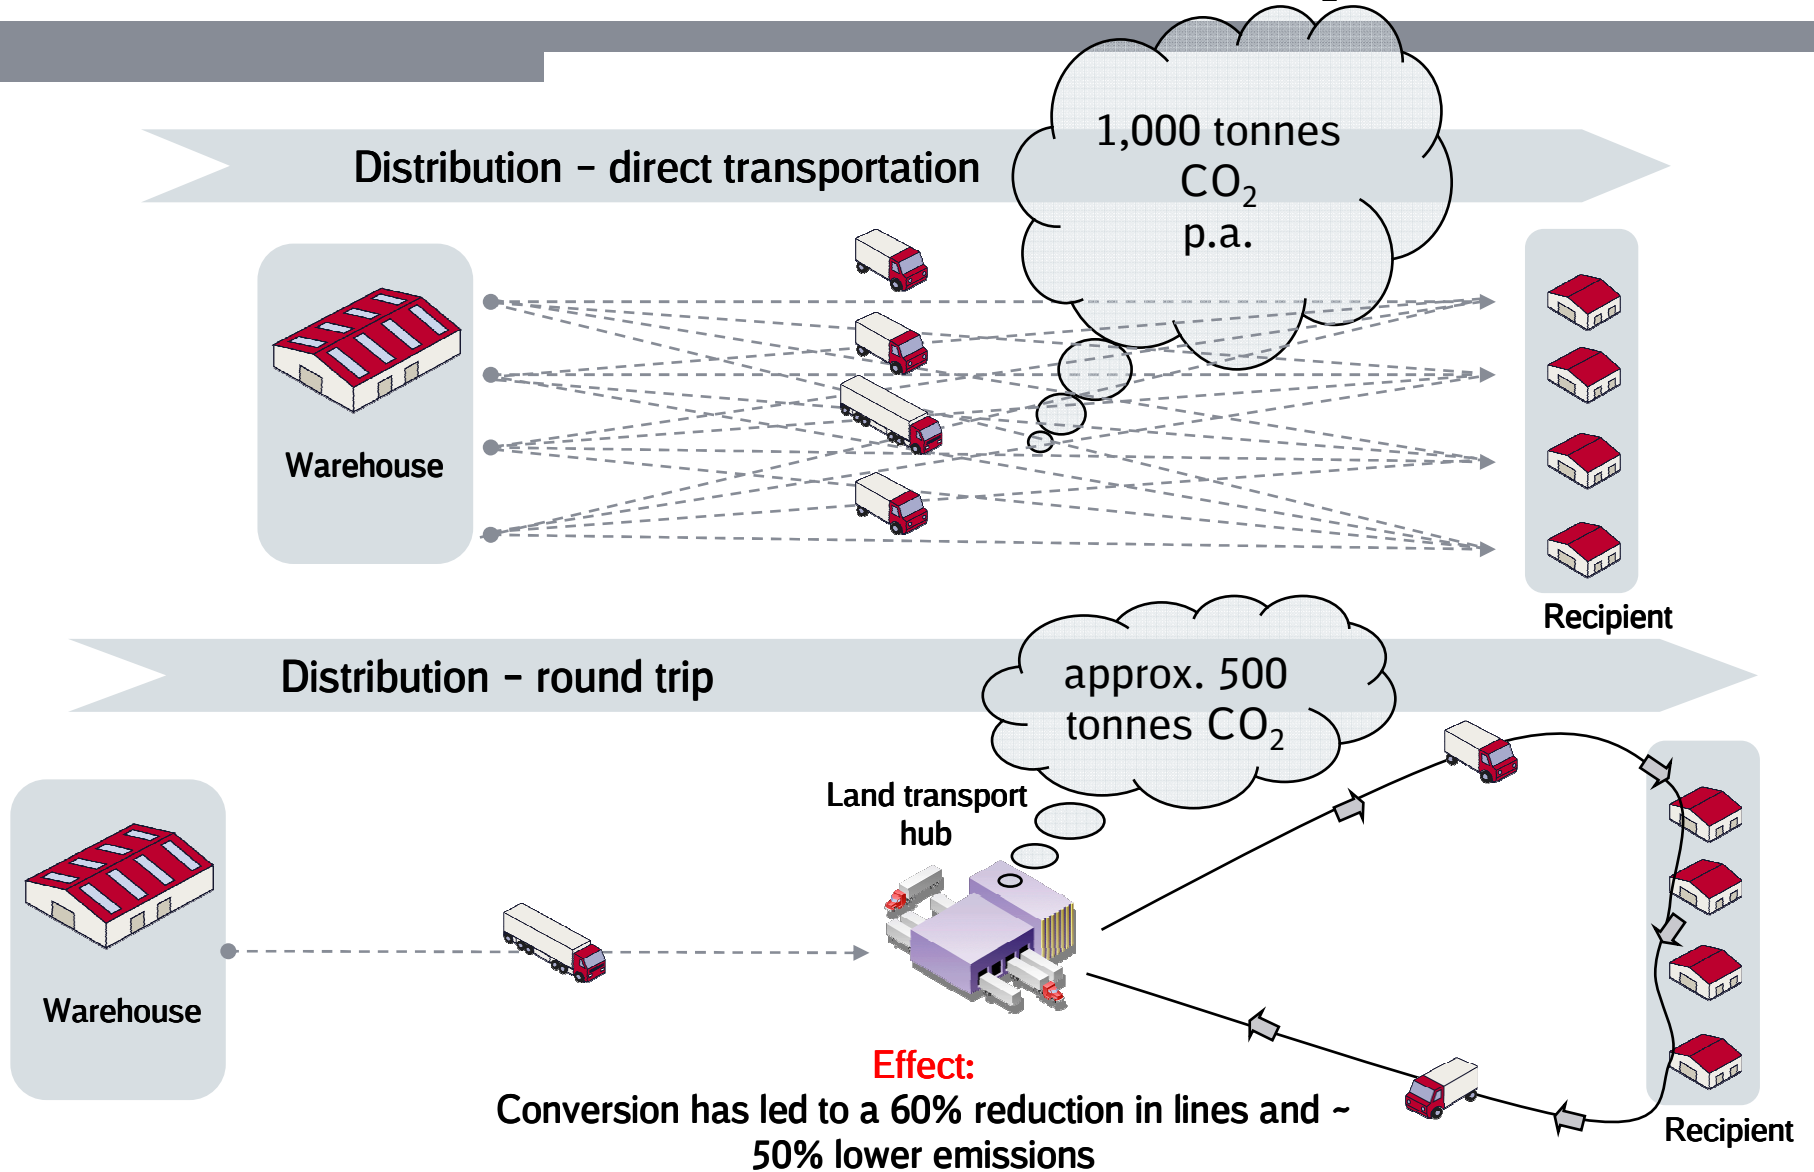 Distribution – direct transportation
1,000 tonnes
CO₂
p.a.
Warehouse
Recipient
Distribution – round trip
approx. 500
tonnes CO₂
Land transport
hub
Warehouse
Effect:
Conversion has led to a 60% reduction in lines and ~
50% lower emissions
Recipient